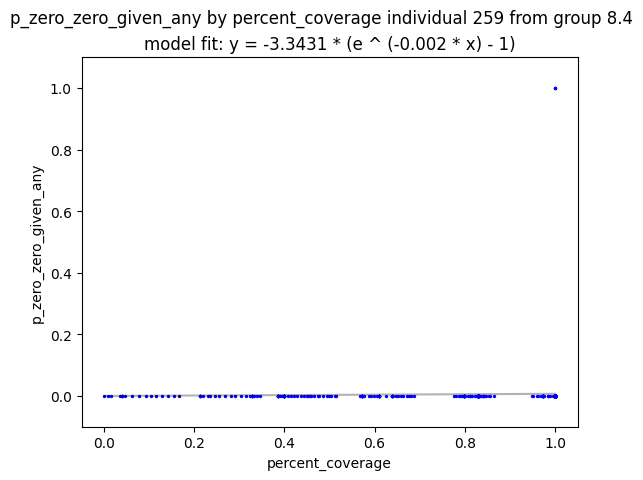 p_zero_zero_given_any by percent_coverage individual 259 from group 8.4
model fit: y = -3.3431 * (e ^ (-0.002 * x) - 1)
1.0
0.8
0.6
0.4
0.2
0.0
p_zero_zero_given_any
0.0 0.2 0.4 0.6 0.8 1.0
percent_coverage